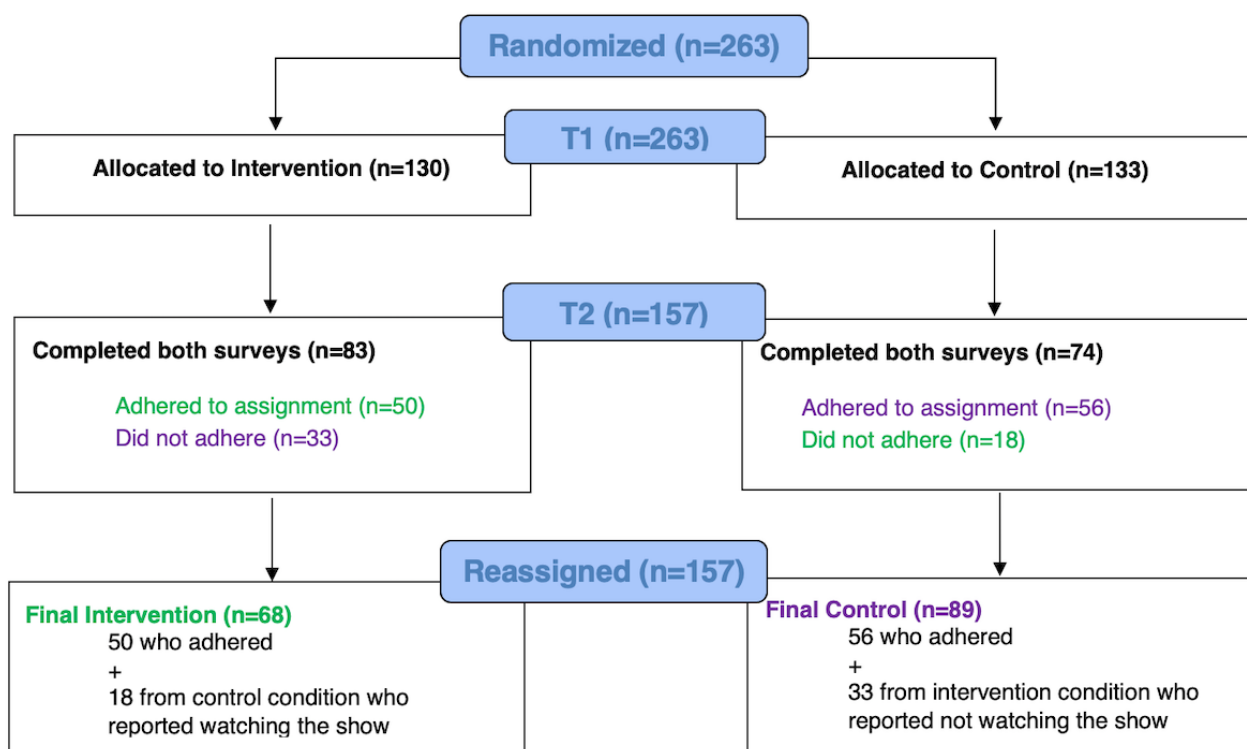 Randomized (n=263)
T1 (n=263)
Allocated to Intervention (n=130)
Allocated to Control (n=133)
T2 (n=157)
Completed both surveys (n=83)
Adhered to assignment (n=50)
Did not adhere (n=33)
Completed both surveys (n=74)
Adhered to assignment (n=56)
Did not adhere (n=18)
Reassigned (n=157)
Final Intervention (n=68)
50 who adhered
+
18 from control condition who
reported watching the show
Final Control (n=89)
56 who adhered
+
33 from intervention condition who
reported not watching the show